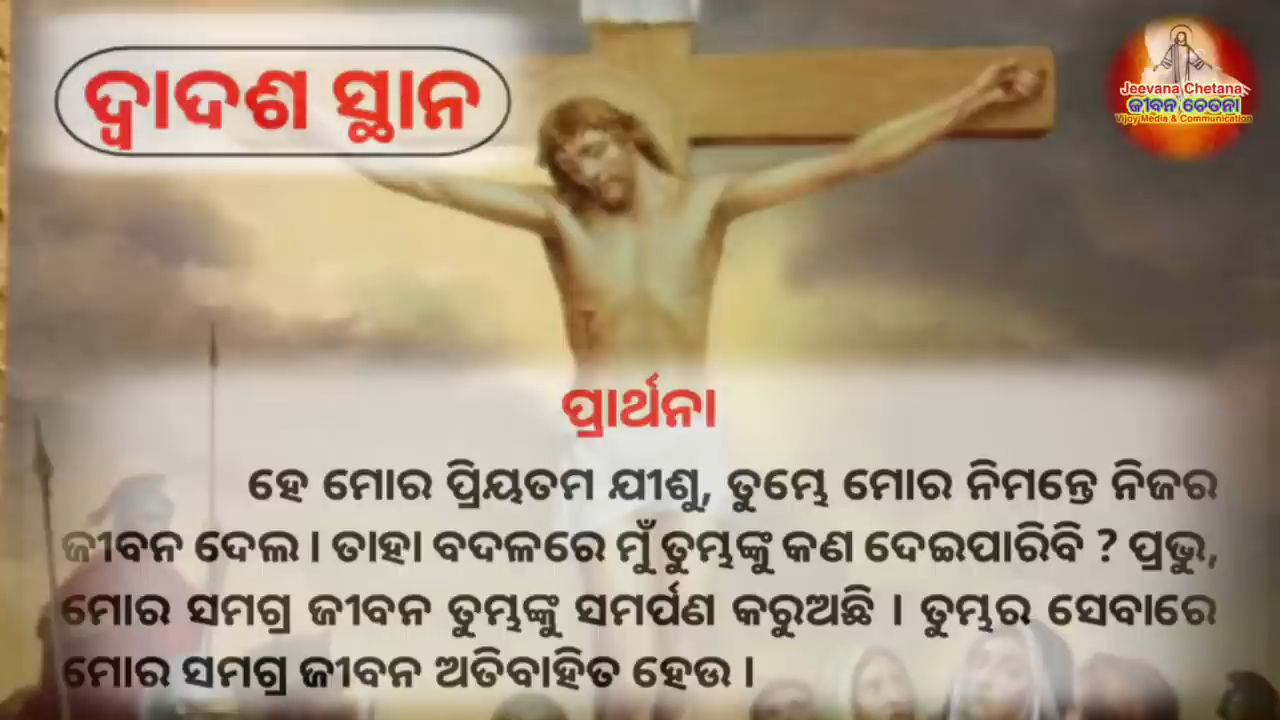 ଦ୍ୱାଦଶ ସ୍ଥାନ
Jeevana Chetana
ଜୀବନ ଚେତନା
Vijoy Media & Communication
ପ୍ରାର୍ଥନା
ହେ ମୋର ପ୍ରିୟତମ ଯୀଶୁ, ତୁମ୍ଭେ ମୋର ନିମନ୍ତେ ନିଜର
ଜୀବନ ଦେଲ । ତାହା ବଦଳରେ ମୁଁ ତୁମ୍ଭଙ୍କୁ କଣ ଦେଇପାରିବି ? ପ୍ରଭୁ,
ମୋର ସମଗ୍ର ଜୀବନ ତୁମ୍ଭଙ୍କୁ ସମର୍ପଣ କରୁଅଛି । ତୁମ୍ଭର ସେବାରେ
ମୋର ସମଗ୍ର ଜୀବନ ଅତିବାହିତ ହେଉ ।